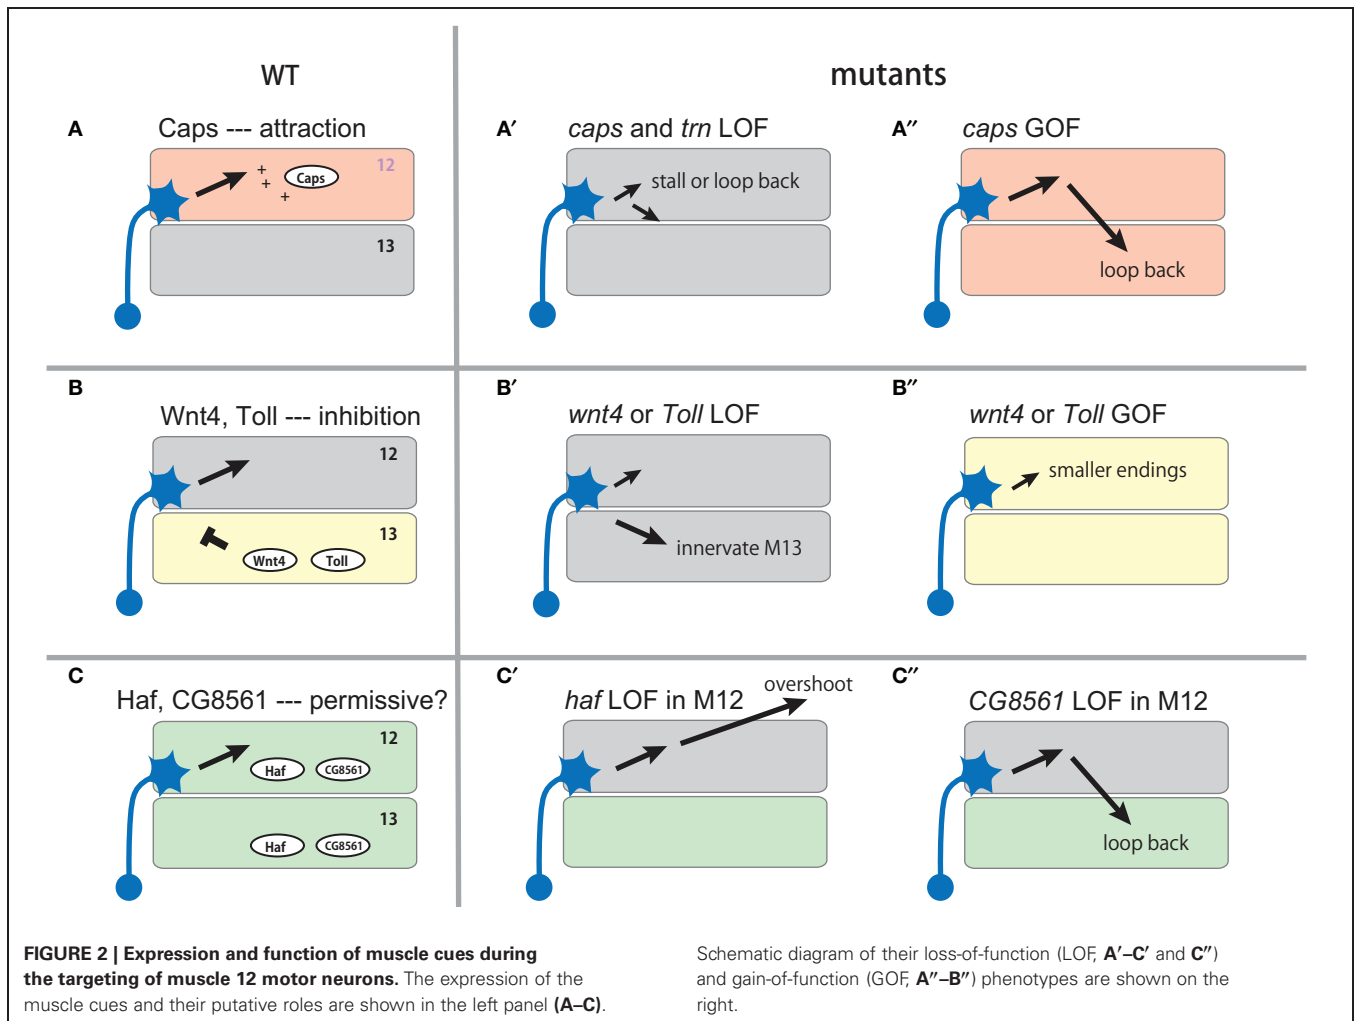 WT
mutants
A
Caps --- attraction
12
+
+
+
Caps
13
A′
caps and trn LOF
stall or loop back
A″
caps GOF
loop back
B
Wnt4, Toll --- inhibition
12
13
Wnt4
Toll
B′
wnt4 or Toll LOF
innervate M13
B″
wnt4 or Toll GOF
smaller endings
C
Haf, CG8561 --- permissive?
12
Haf
CG8561
13
Haf
CG8561
C′
haf LOF in M12
overshoot
C″
CG8561 LOF in M12
loop back
FIGURE 2 | Expression and function of muscle cues during
the targeting of muscle 12 motor neurons. The expression of the
muscle cues and their putative roles are shown in the left panel (A–C).
Schematic diagram of their loss-of-function (LOF, A′–C′ and C″)
and gain-of-function (GOF, A″–B″) phenotypes are shown on the
right.